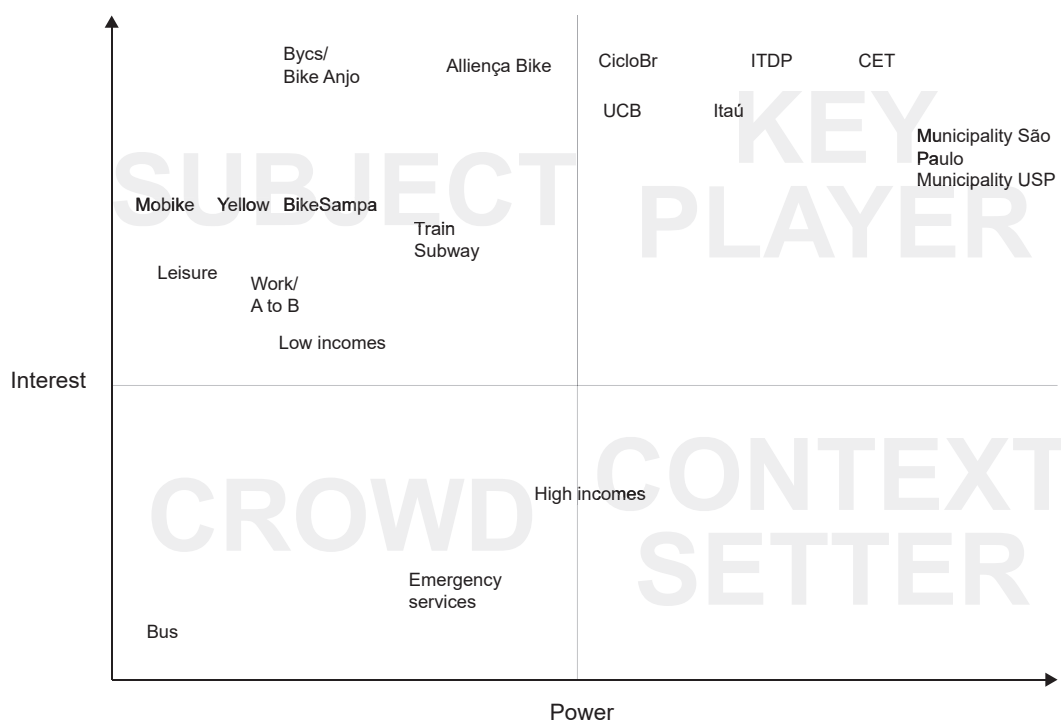 Bycs/
Bike Anjo
Alliença Bike
CicloBr
ITDP
CET
UCB
Itaú
KEY
PLAYER
Municipality São
Paulo
Municipality USP
SUBJECT
Mobike
Yellow
BikeSampa
Train
Subway
Leisure
Work/
A to B
Low incomes
Interest
CROWD
High incomes
CONTEXT
SETTER
Emergency
services
Bus
Power